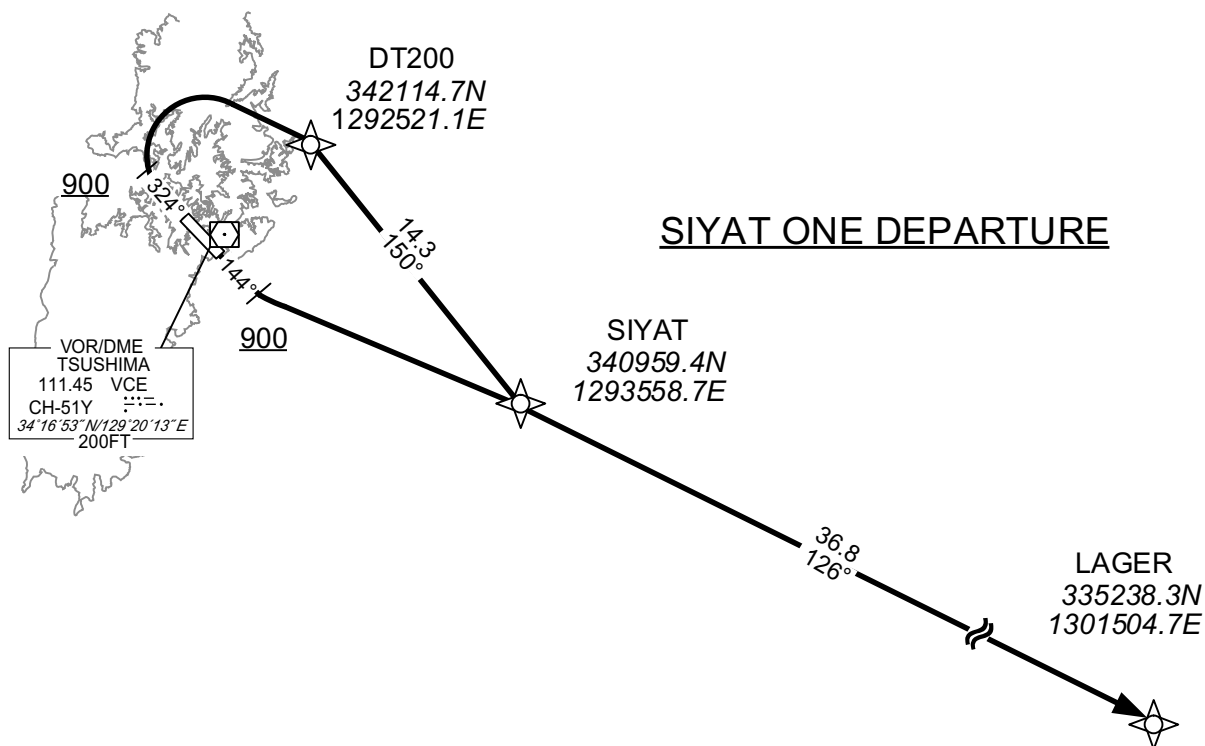 DT200
342114.7N
1292521.1E
900
324°
SIYAT ONE DEPARTURE
14.3
150°
144°
900
SIYAT
340959.4N
1293558.7E
VOR/DME
TSUSHIMA
111.45 VCE
CH-51Y
34°16′53″N/129°20′13″E
200FT
36.8
126°
LAGER
335238.3N
1301504.7E